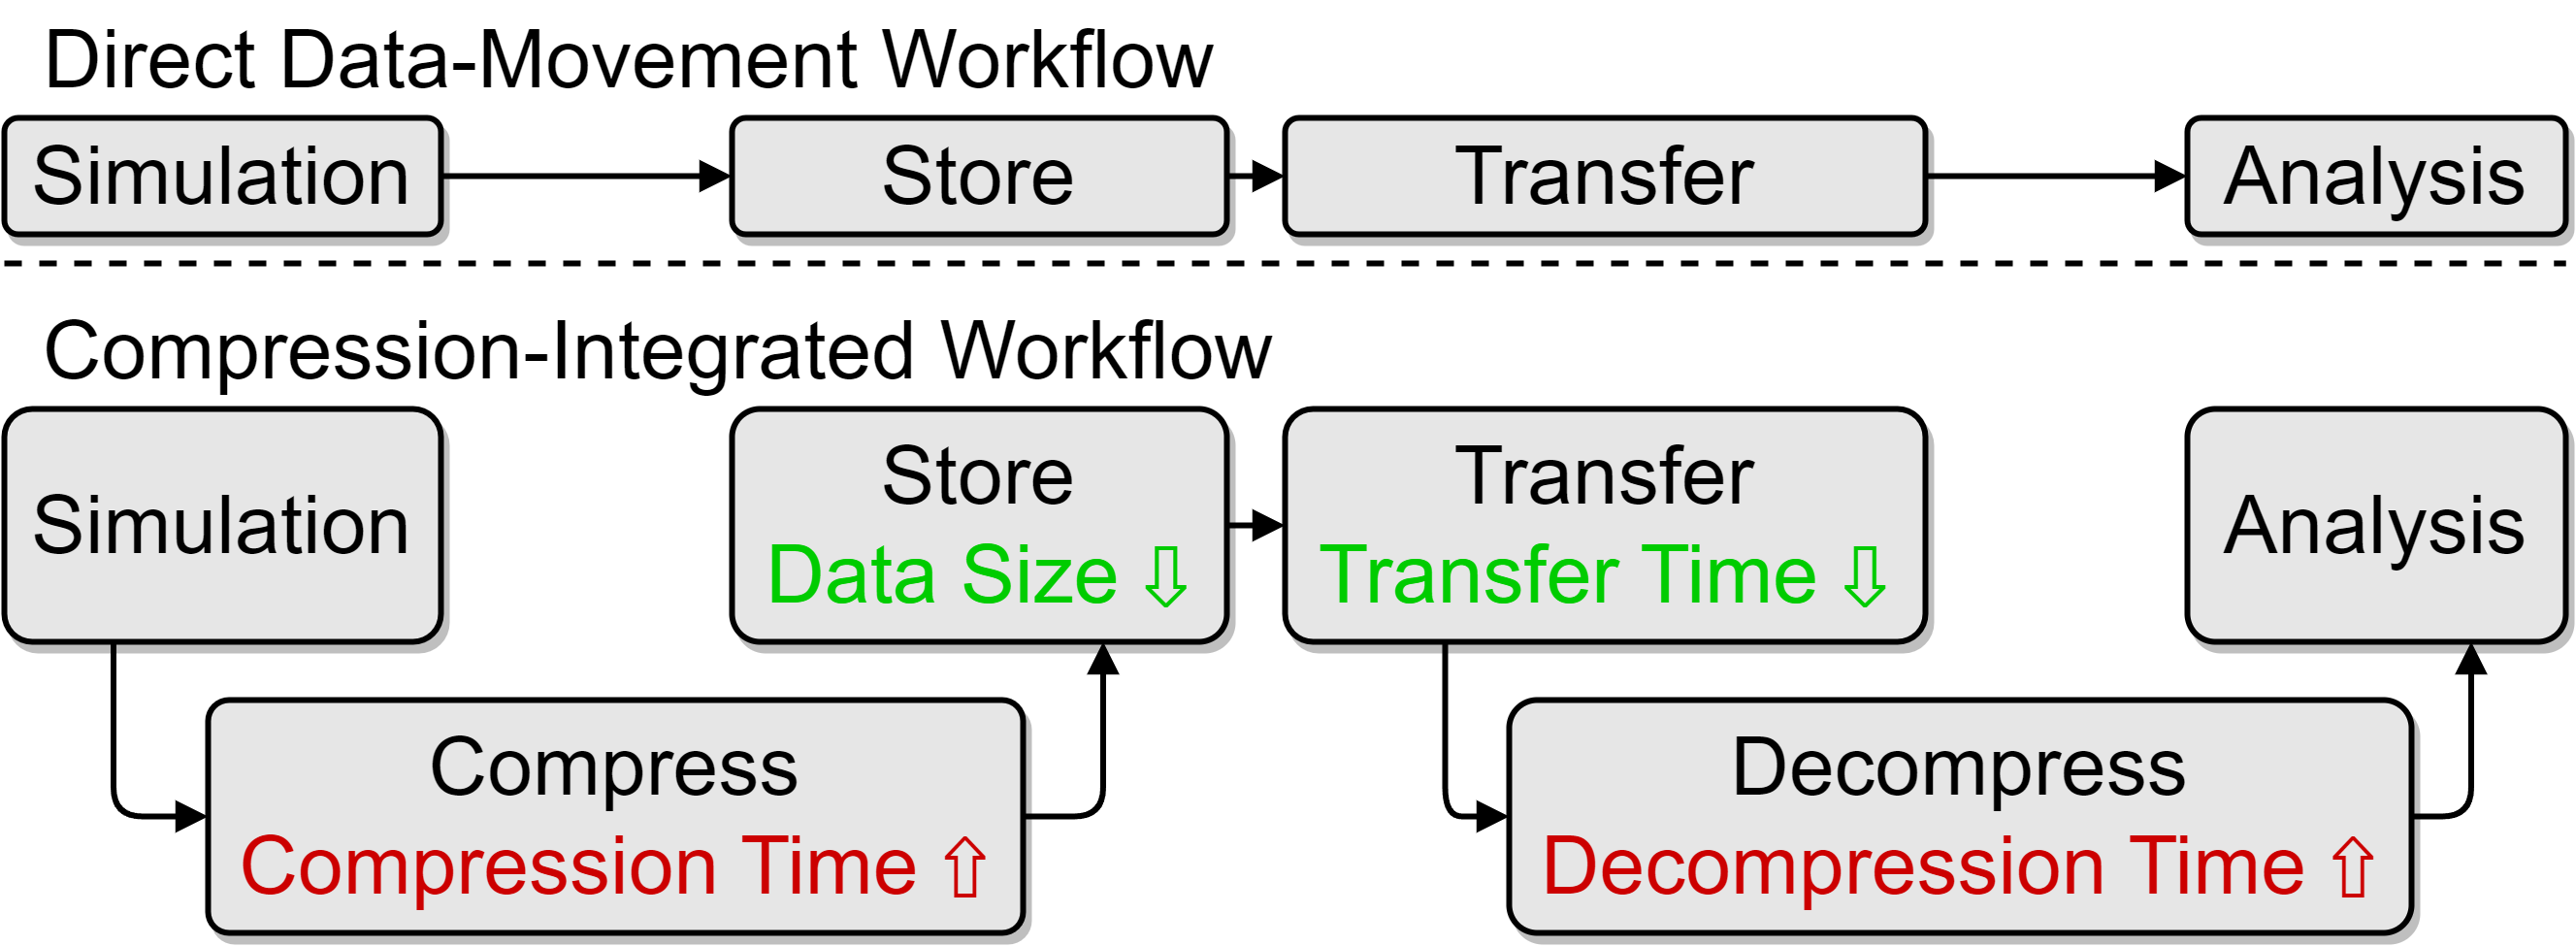 Direct Data-Movement Workflow
Simulation
Store
Transfer
Analysis
Compression-Integrated Workflow
Simulation
Store
Data Size ⇩
Transfer
Transfer Time ⇩
Analysis
Compress
Compression Time ⇧
Decompress
Decompression Time ⇧